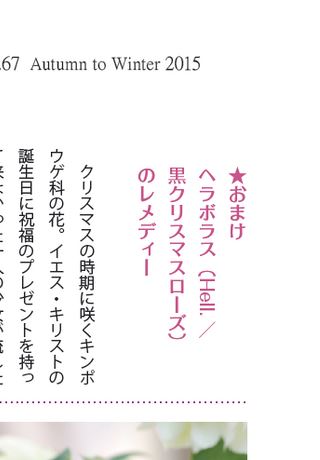 .67 Autumn to Winter 2015
★おまけ
ヘラボラス（Hell. ／
黒クリスマスローズ）
のレメディー
クリスマスの時期に咲くキンポ
ウゲ科の花。イエス・キリストの
誕生日に祝福のプレゼントを持っ